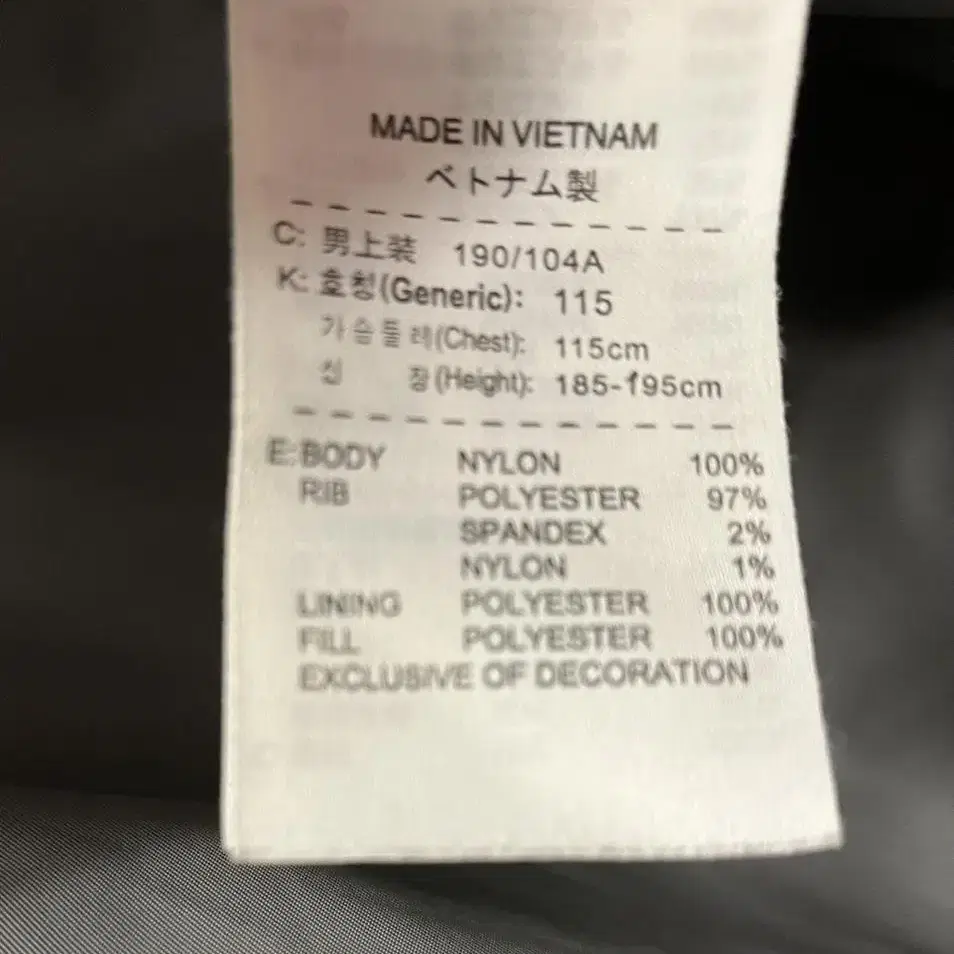 MADE IN VIETNAM
ベトナム製
C: 男上装 190/104A
K: 호칭(Generic): 115
가슴둘레(Chest): 115cm
신 장(Height): 185-195cm
E:BODY NYLON 100%
RIB POLYESTER 97%
SPANDEX 2%
NYLON 1%
LINING POLYESTER 100%
FILL POLYESTER 100%
EXCLUSIVE OF DECORATION